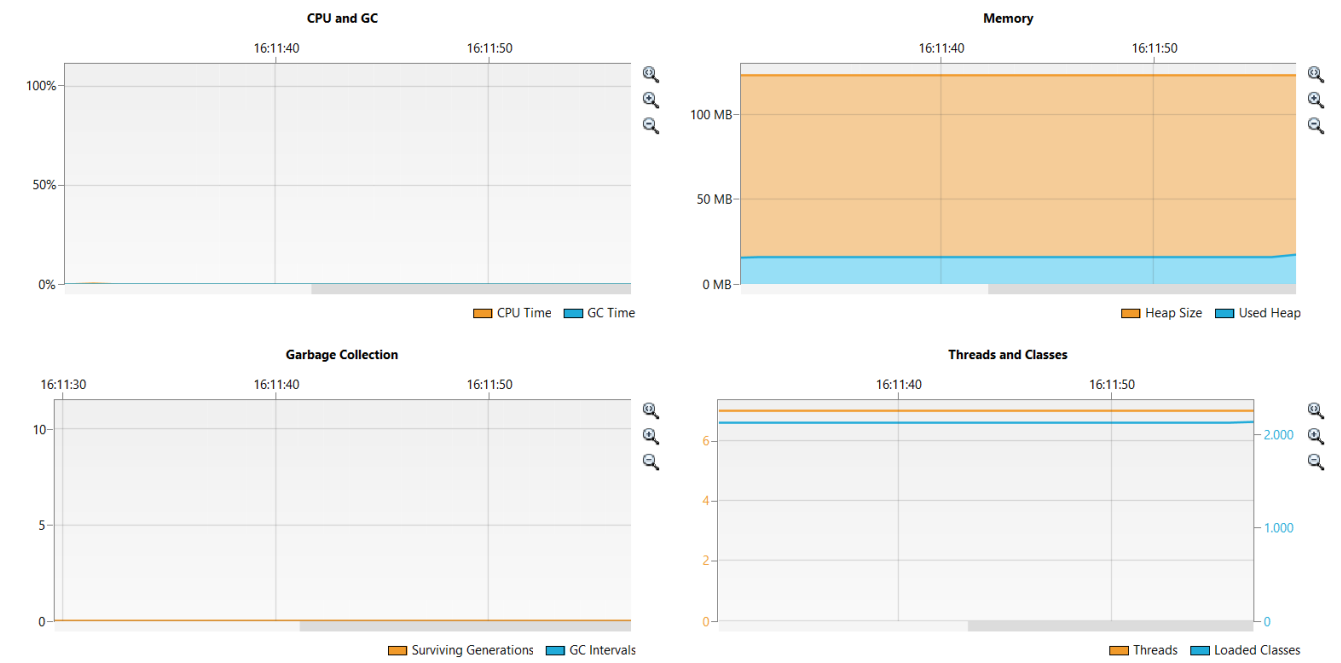 CPU and GC
16:11:40 16:11:50
100%
50%
0%
CPU Time GC Time
Memory
16:11:40 16:11:50
100 MB
50 MB
0 MB
Heap Size Used Heap
Garbage Collection
16:11:30 16:11:40 16:11:50
10
5
0
Surviving Generations GC Intervals
Threads and Classes
16:11:40 16:11:50
6 2.000
4 1.000
2
0 0
Threads Loaded Classes